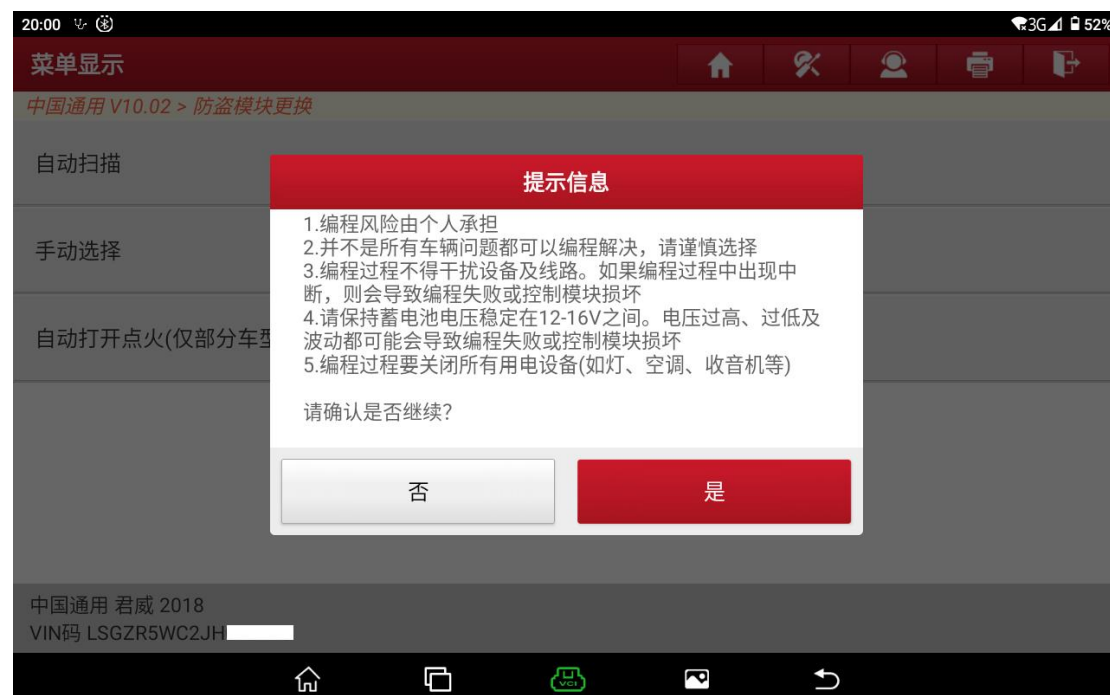 20:00
3G 52%
菜单显示
中国通用 V10.02 > 防盗模块更换
自动扫描
提示信息
1.编程风险由个人承担
2.并不是所有车辆问题都可以编程解决，请谨慎选择
手动选择
3.编程过程不得干扰设备及线路。如果编程过程中出现中
断，则会导致编程失败或控制模块损坏
4.请保持蓄电池电压稳定在12-16V之间。电压过高、过低及
自动打开点火(仅部分车型
波动都可能会导致编程失败或控制模块损坏
5.编程过程要关闭所有用电设备(如灯、空调、收音机等)
请确认是否继续？
否
是
中国通用 君威 2018
VIN码 LSGZR5WC2JH
VCI